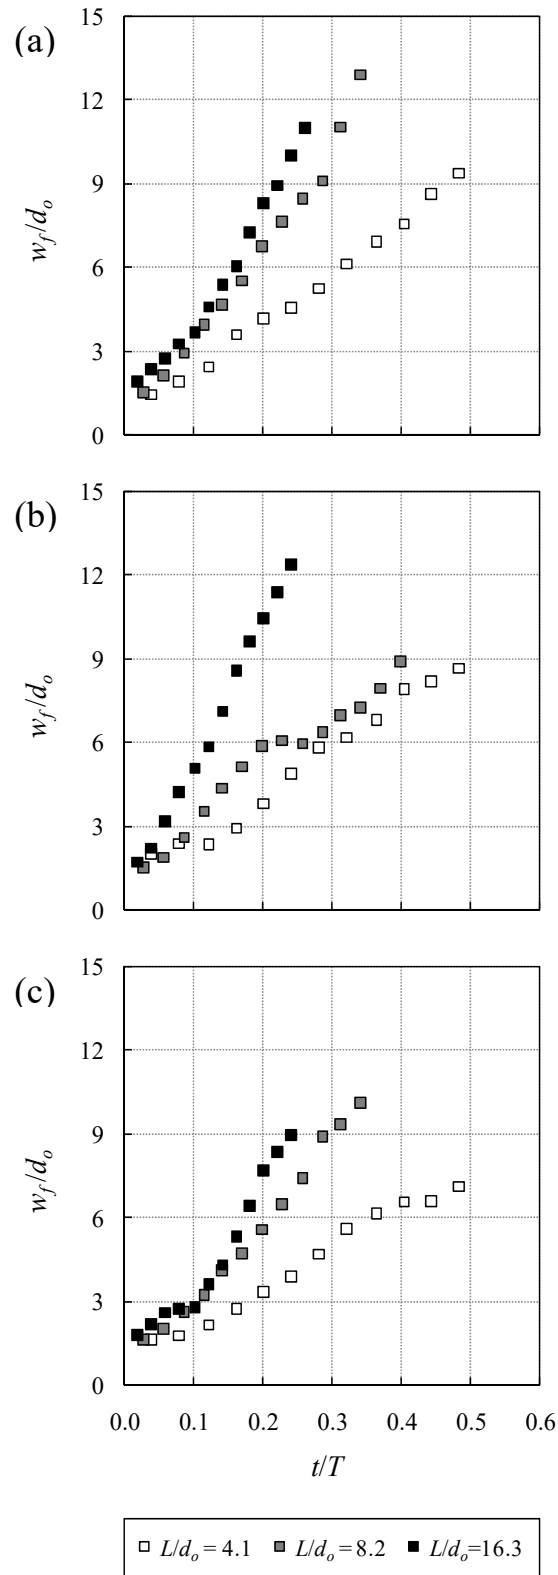 (a)
15
12
9
6
3
0
w_f/d_o
(b)
15
12
9
6
3
0
w_f/d_o
(c)
15
12
9
6
3
0
w_f/d_o
0.0 0.1 0.2 0.3 0.4 0.5 0.6
t/T
L/d_o = 4.1 L/d_o = 8.2 L/d_o=16.3